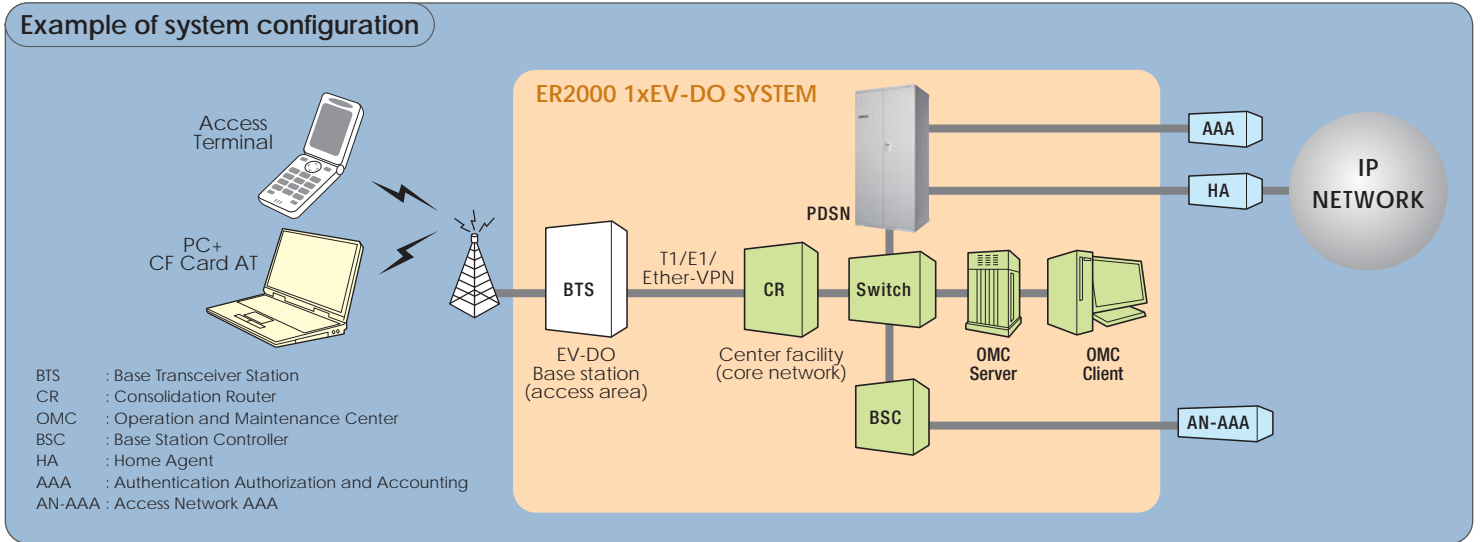 Example of system configuration
ER2000 1xEV-DO SYSTEM
Access
Terminal
PC+
CF Card AT
BTS
EV-DO
Base station
(access area)
T1/E1/
Ether-VPN
CR
Center facility
(core network)
PDSN
Switch
BSC
OMC
Server
OMC
Client
AAA
HA
IP
NETWORK
AN-AAA
BTS : Base Transceiver Station
CR : Consolidation Router
OMC : Operation and Maintenance Center
BSC : Base Station Controller
HA : Home Agent
AAA : Authentication Authorization and Accounting
AN-AAA : Access Network AAA